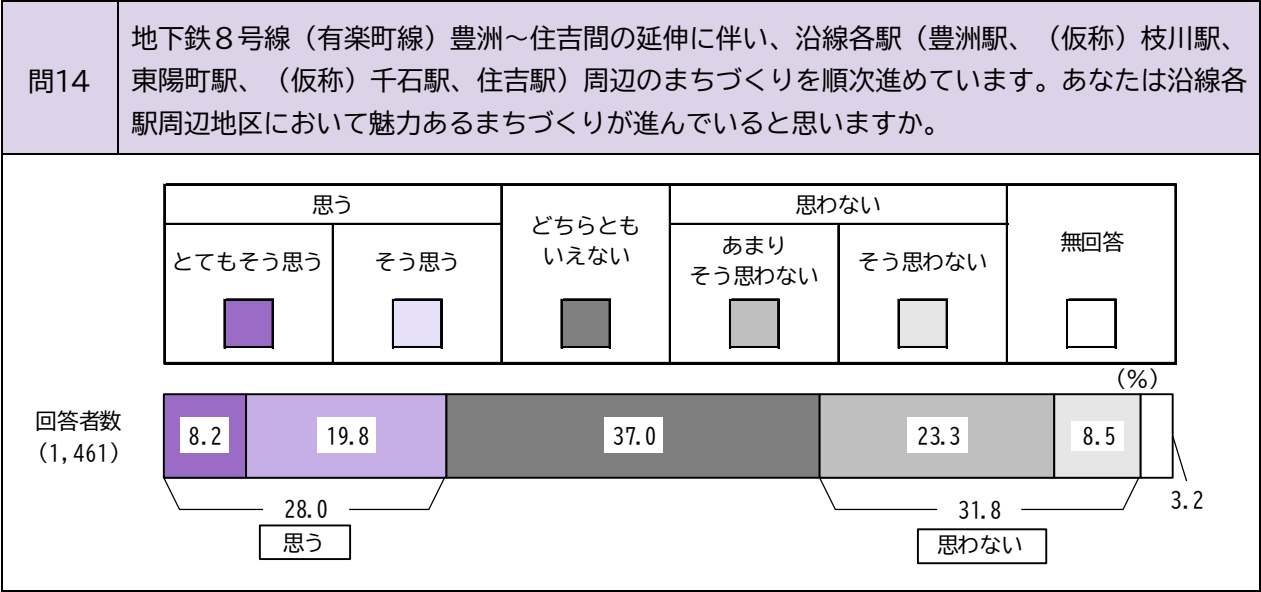 問14
地下鉄８号線（有楽町線）豊洲～住吉間の延伸に伴い、沿線各駅（豊洲駅、（仮称）枝川駅、
東陽町駅、（仮称）千石駅、住吉駅）周辺のまちづくりを順次進めています。あなたは沿線各
駅周辺地区において魅力あるまちづくりが進んでいると思いますか。
思う
どちらとも
いえない
思わない
無回答
とてもそう思う
そう思う
あまり
そう思わない
そう思わない
(%)
回答者数
(1,461)
8.2
19.8
37.0
23.3
8.5
3.2
28.0
31.8
思う
思わない